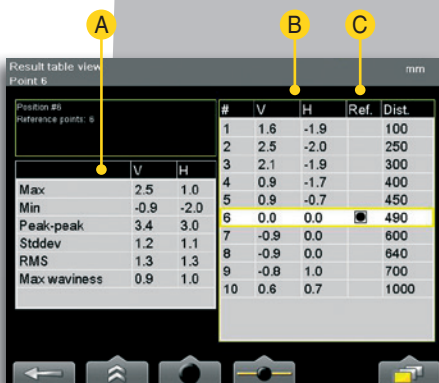 A B C
Result table view mm
Point 6
Position #6
Reference points: 6
V H
Max 2.5 1.0
Min -0.9 -2.0
Peak-peak 3.4 3.0
Stddev 1.2 1.1
RMS 1.3 1.3
Max waviness 0.9 1.0
# V H Ref. Dist.
1 1.6 -1.9 100
2 2.5 -2.0 250
3 2.1 -1.9 300
4 0.9 -1.7 400
5 0.9 -0.7 450
6 0.0 0.0 490
7 -0.9 0.0 600
8 -0.9 0.0 640
9 -0.8 1.0 700
10 0.6 0.7 1000